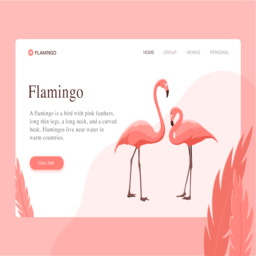 FLAMINGO
HOME GROUP WORKS PERSONAL
Flamingo
A flamingo is a bird with pink feathers,
long thin legs, a long neck, and a curved
beak. Flamingos live near water in
warm countries.
Click Add